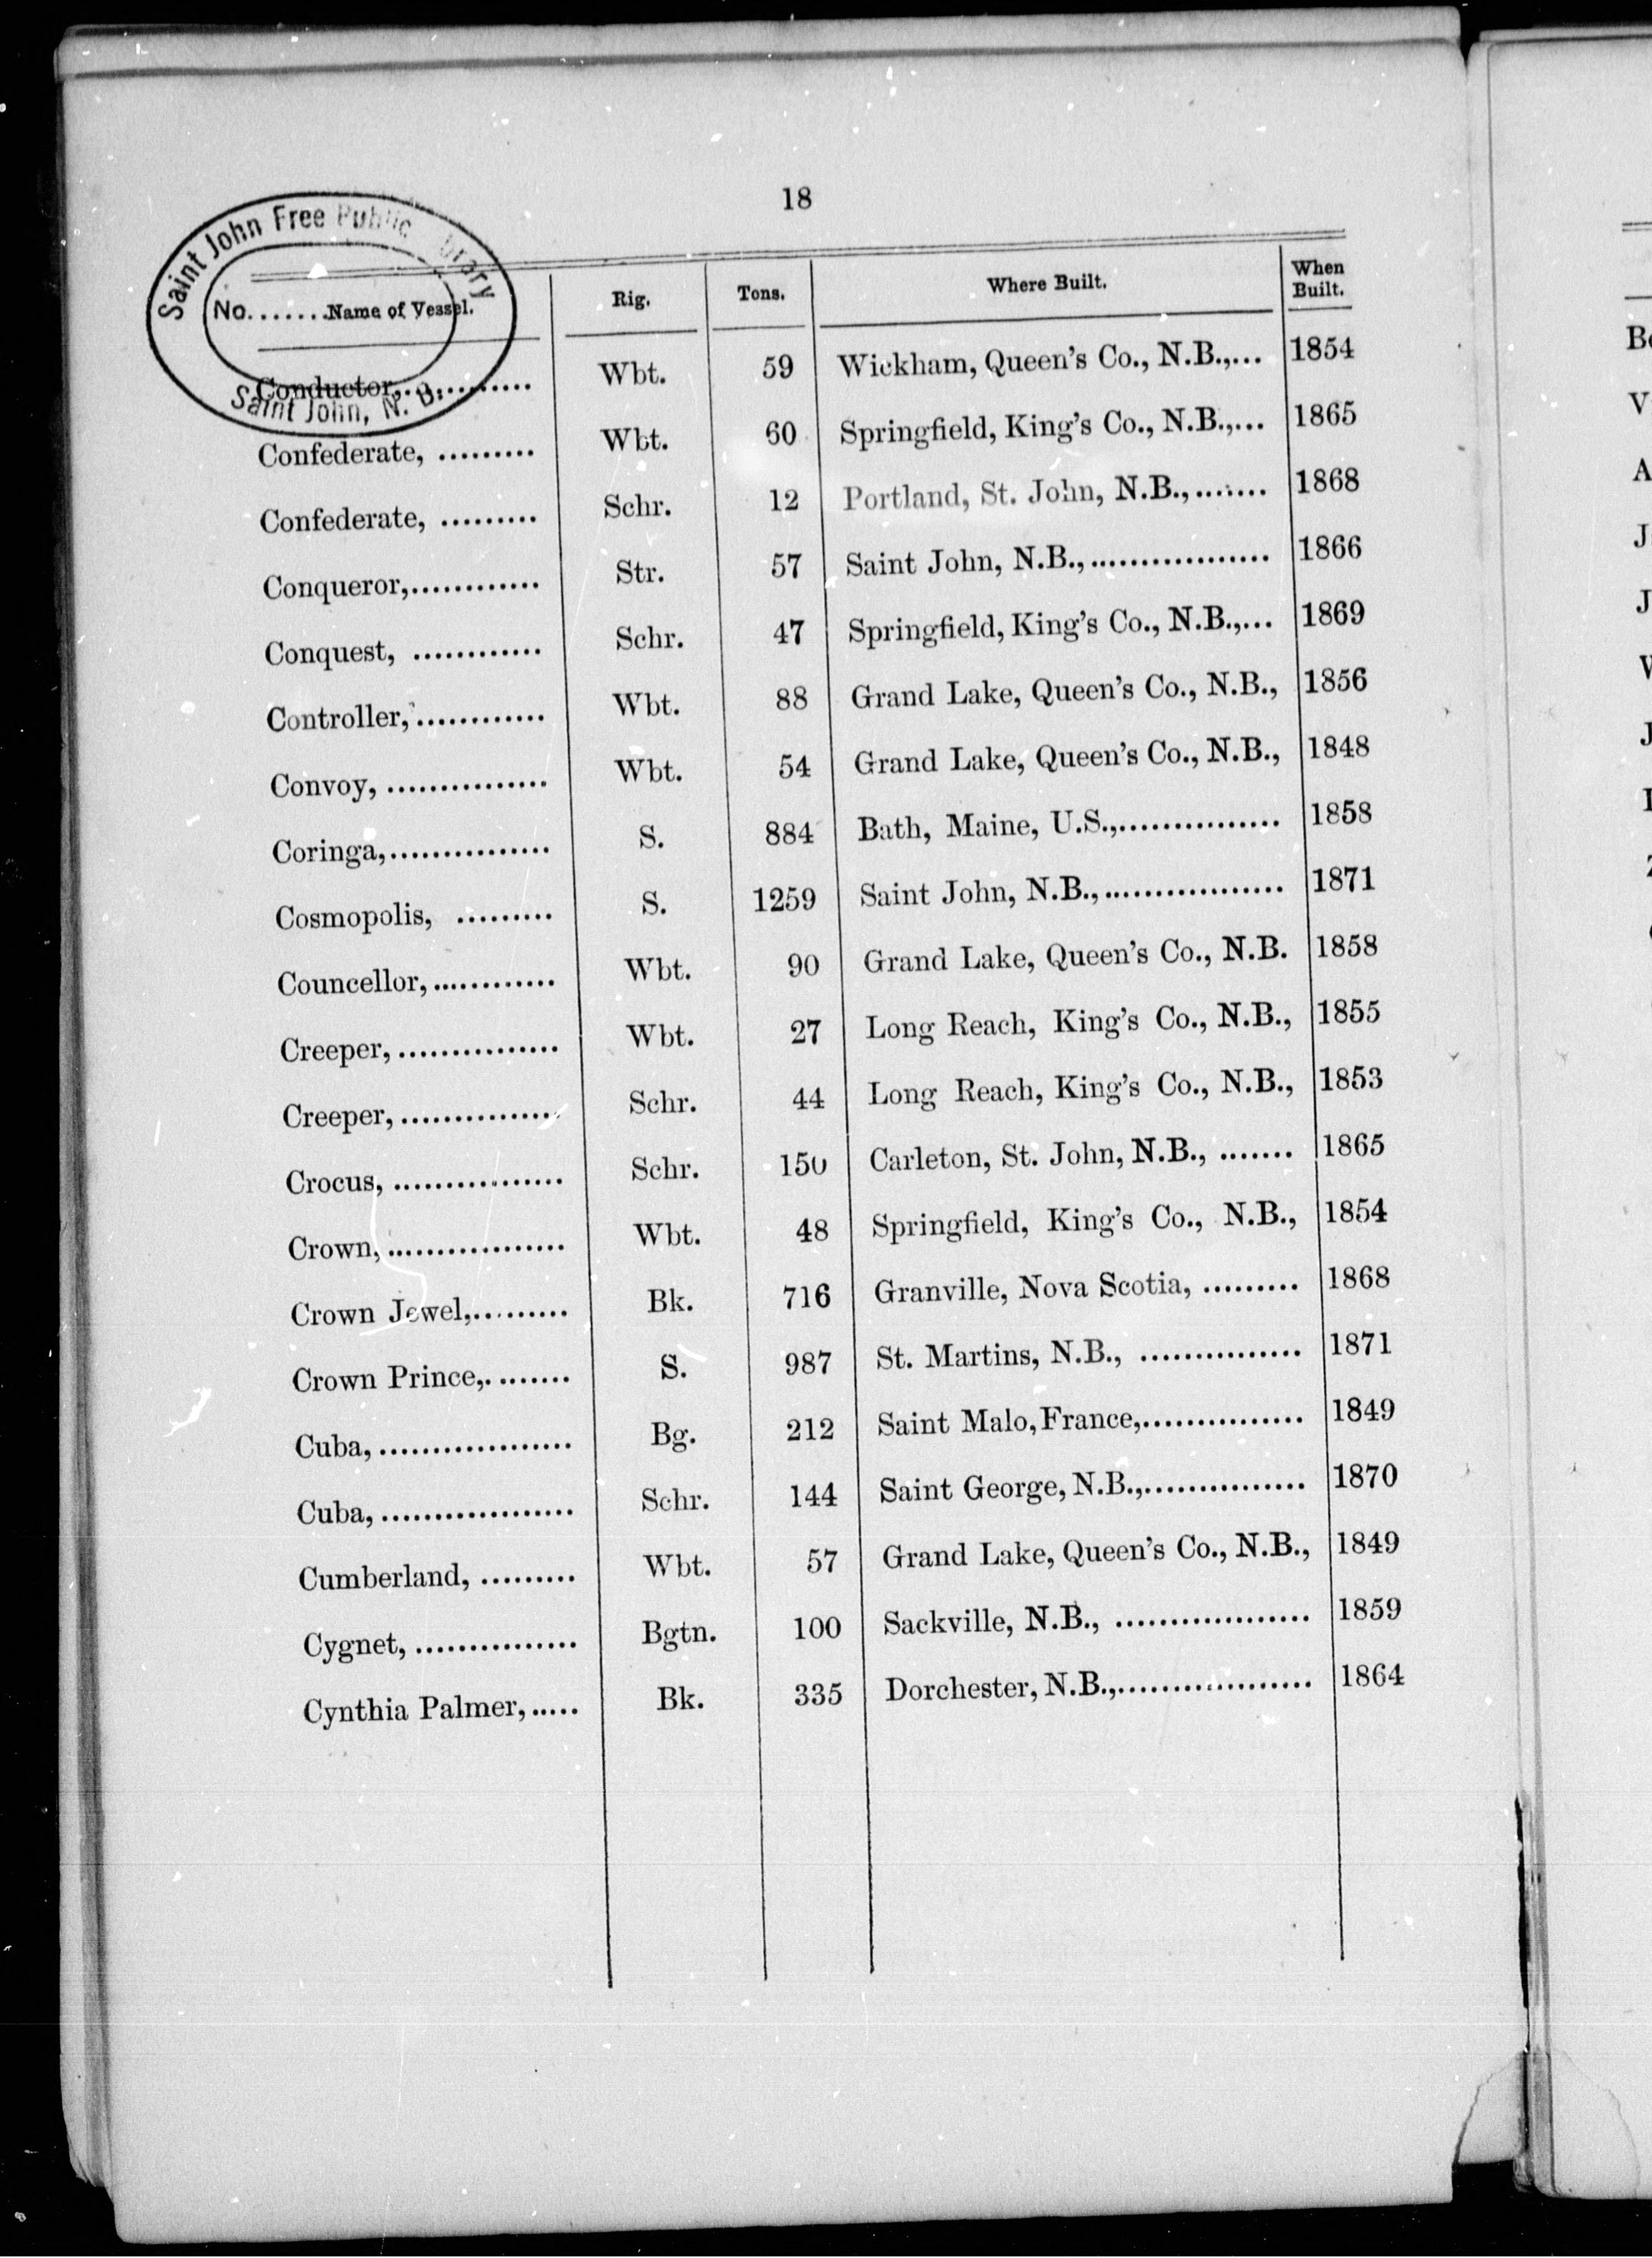 18
Saint John Free Public Library
No.......
Saint John, N. B.
Name of Vessel. Rig. Tons. Where Built. When Built.
Conductor,............ Wbt. 59 Wickham, Queen's Co., N.B.,... 1854
Confederate, ......... Wbt. 60 Springfield, King's Co., N.B.,... 1865
Confederate, ......... Schr. 12 Portland, St. John, N.B.,....... 1868
Conqueror,............ Str. 57 Saint John, N.B.,................. 1866
Conquest, ............ Schr. 47 Springfield, King's Co., N.B.,... 1869
Controller,............ Wbt. 88 Grand Lake, Queen's Co., N.B., 1856
Convoy, ............... Wbt. 54 Grand Lake, Queen's Co., N.B., 1848
Coringa,............... S. 884 Bath, Maine, U.S.,............... 1858
Cosmopolis, ......... S. 1259 Saint John, N.B.,................. 1871
Councellor,............ Wbt. 90 Grand Lake, Queen's Co., N.B. 1858
Creeper,............... Wbt. 27 Long Reach, King's Co., N.B., 1855
Creeper,............... Schr. 44 Long Reach, King's Co., N.B., 1853
Crocus, ................ Schr. 150 Carleton, St. John, N.B., ....... 1865
Crown,................. Wbt. 48 Springfield, King's Co., N.B., 1854
Crown Jewel,......... Bk. 716 Granville, Nova Scotia, ......... 1868
Crown Prince,........ S. 987 St. Martins, N.B., ............... 1871
Cuba,.................. Bg. 212 Saint Malo, France,............... 1849
Cuba,.................. Schr. 144 Saint George, N.B.,............... 1870
Cumberland, ......... Wbt. 57 Grand Lake, Queen's Co., N.B., 1849
Cygnet, ............... Bgtn. 100 Sackville, N.B., .................. 1859
Cynthia Palmer,..... Bk. 335 Dorchester, N.B.,.................. 1864